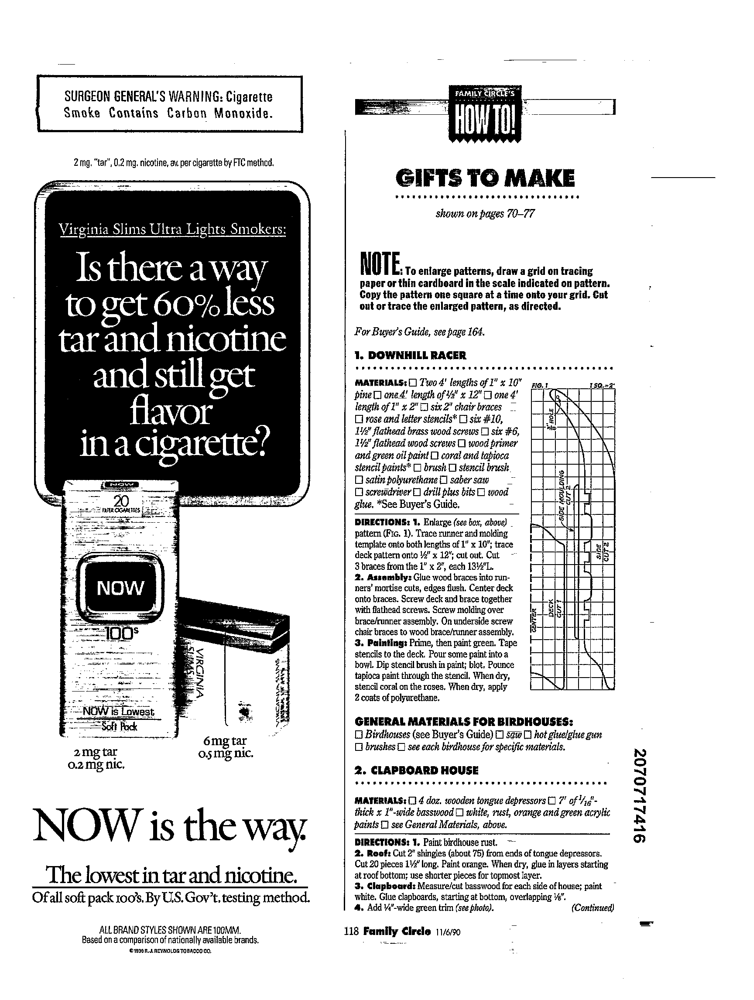 SURGEON GENERAL'S WARNING: Cigarette
Smoke Contains Carbon Monoxide.
2 mg. "tar", 0.2 mg. nicotine, av. per cigarette by FTC method.
Virginia Slims Ultra Lights Smokers:
Is there a way
to get 60% less
tar and nicotine
and still get
flavor
in a cigarette?
NOW
20
FILTER CIGARETTES
NOW
100s
NOW is Lowest
Soft Pack
VIRGINIA
SLIMS
2 mg tar
0.2 mg nic.
6 mg tar
0.5 mg nic.
NOW is the way.
The lowest in tar and nicotine.
Of all soft pack 100's. By U.S. Gov't. testing method.
ALL BRAND STYLES SHOWN ARE 100MM.
Based on a comparison of nationally available brands.
© 1990 R.J. REYNOLDS TOBACCO CO.
FAMILY CIRCLE'S
HOW TO!
GIFTS TO MAKE
shown on pages 70–77
NOTE: To enlarge patterns, draw a grid on tracing
paper or thin cardboard in the scale indicated on pattern.
Copy the pattern one square at a time onto your grid. Cut
out or trace the enlarged pattern, as directed.
For Buyer's Guide, see page 164.
1. DOWNHILL RACER
MATERIALS: ☐ Two 4' lengths of 1" x 10"
pine ☐ one 4' length of ½" x 12" ☐ one 4'
length of 1" x 2" ☐ six 2" chair braces
☐ rose and letter stencils* ☐ six #10,
1½" flathead brass wood screws ☐ six #6,
1½" flathead wood screws ☐ wood primer
and green oil paint ☐ coral and tapioca
stencil paints* ☐ brush ☐ stencil brush
☐ satin polyurethane ☐ saber saw
☐ screwdriver ☐ drill plus bits ☐ wood
glue. *See Buyer's Guide.
DIRECTIONS: 1. Enlarge (see box, above)
pattern (FIG. 1). Trace runner and molding
template onto both lengths of 1" x 10"; trace
deck pattern onto ½" x 12"; cut out. Cut
3 braces from the 1" x 2", each 13½"L.
2. Assembly: Glue wood braces into run-
ners' mortise cuts, edges flush. Center deck
onto braces. Screw deck and brace together
with flathead screws. Screw molding over
brace/runner assembly. On underside screw
chair braces to wood brace/runner assembly.
3. Painting: Prime, then paint green. Tape
stencils to the deck. Pour some paint into a
bowl. Dip stencil brush in paint; blot. Pounce
tapioca paint through the stencil. When dry,
stencil coral on the roses. When dry, apply
2 coats of polyurethane.
FIG. 1
1 SQ.=2"
HOLE
SIDE MOULDING
CUT 2
SIDE
CUT 2
DECK
CUT 1
CENTER
GENERAL MATERIALS FOR BIRDHOUSES:
☐ Birdhouses (see Buyer's Guide) ☐ saw ☐ hot glue/glue gun
☐ brushes ☐ see each birdhouse for specific materials.
2. CLAPBOARD HOUSE
MATERIALS: ☐ 4 doz. wooden tongue depressors ☐ 7' of 1/16"-
thick x 1"-wide basswood ☐ white, rust, orange and green acrylic
paints ☐ see General Materials, above.
DIRECTIONS: 1. Paint birdhouse rust.
2. Roof: Cut 2" shingles (about 75) from ends of tongue depressors.
Cut 20 pieces 1½" long. Paint orange. When dry, glue in layers starting
at roof bottom; use shorter pieces for topmost layer.
3. Clapboard: Measure/cut basswood for each side of house; paint
white. Glue clapboards, starting at bottom, overlapping ⅛".
4. Add ¼"-wide green trim (see photo).
(Continued)
118 Family Circle 11/6/90
2070717416